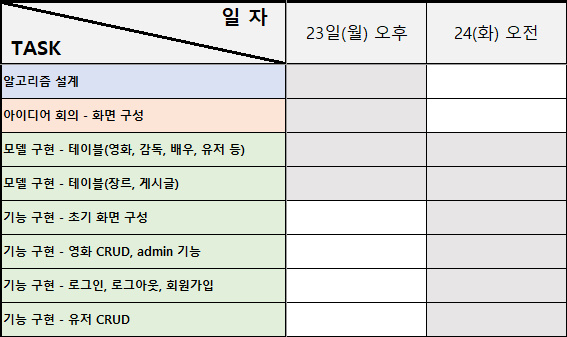 일 자
TASK
23일(월) 오후
24(화) 오전
알고리즘 설계
아이디어 회의 - 화면 구성
모델 구현 - 테이블(영화, 감독, 배우, 유저 등)
모델 구현 - 테이블(장르, 게시글)
기능 구현 - 초기 화면 구성
기능 구현 - 영화 CRUD, admin 기능
기능 구현 - 로그인, 로그아웃, 회원가입
기능 구현 - 유저 CRUD